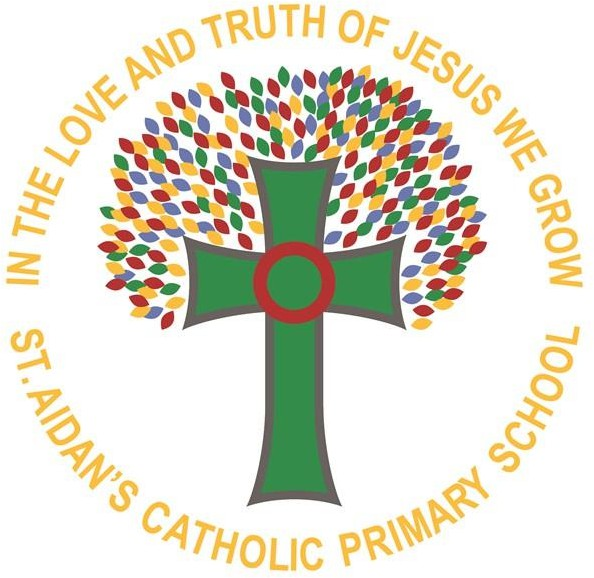 IN THE LOVE AND TRUTH OF JESUS WE GROW
ST. AIDAN'S CATHOLIC PRIMARY SCHOOL